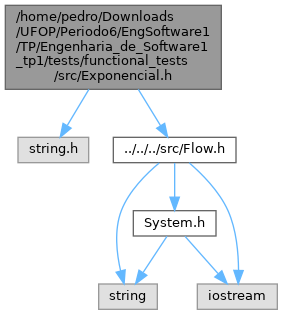 /home/pedro/Downloads
/UFOP/Periodo6/EngSoftware1
/TP/Engenharia_de_Software1
_tp1/tests/functional_tests
/src/Exponencial.h
string.h
../../../src/Flow.h
System.h
string
iostream